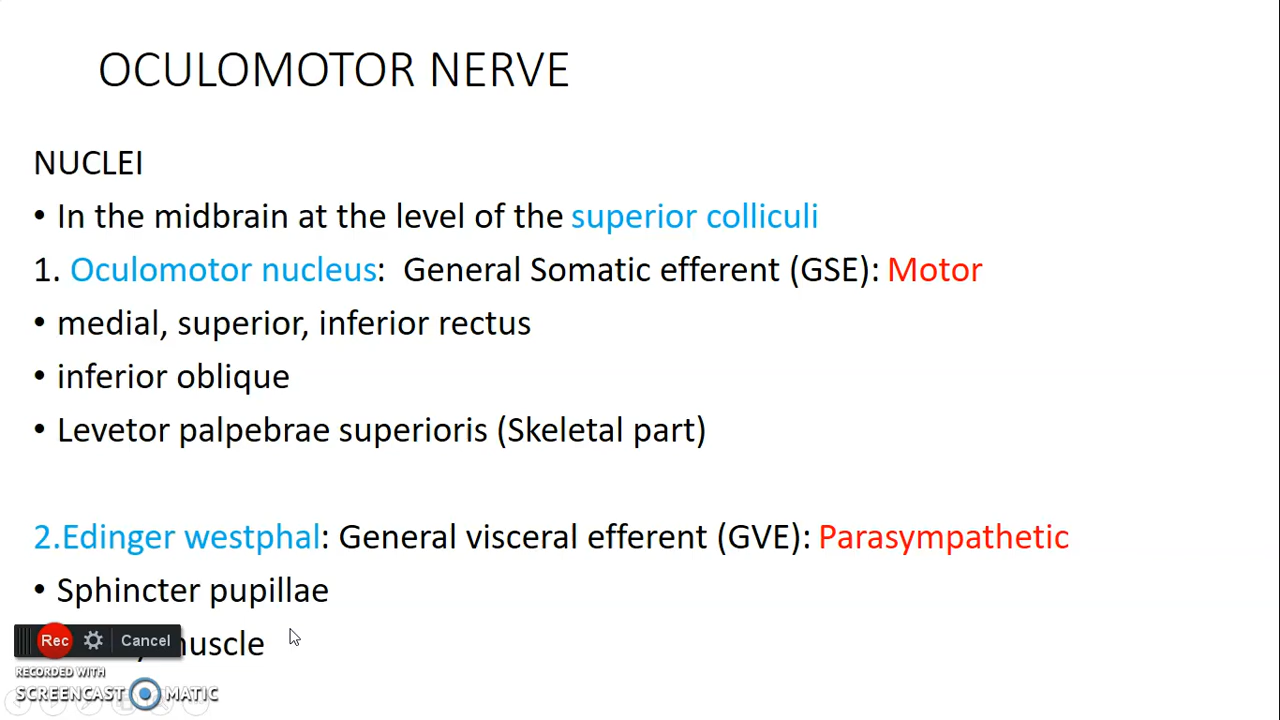 OCULOMOTOR NERVE
NUCLEI
• In the midbrain at the level of the superior colliculi
1. Oculomotor nucleus: General Somatic efferent (GSE): Motor
• medial, superior, inferior rectus
• inferior oblique
• Levetor palpebrae superioris (Skeletal part)
2.Edinger westphal: General visceral efferent (GVE): Parasympathetic
• Sphincter pupillae
Rec Cancel
muscle
RECORDED WITH
SCREENCAST MATIC